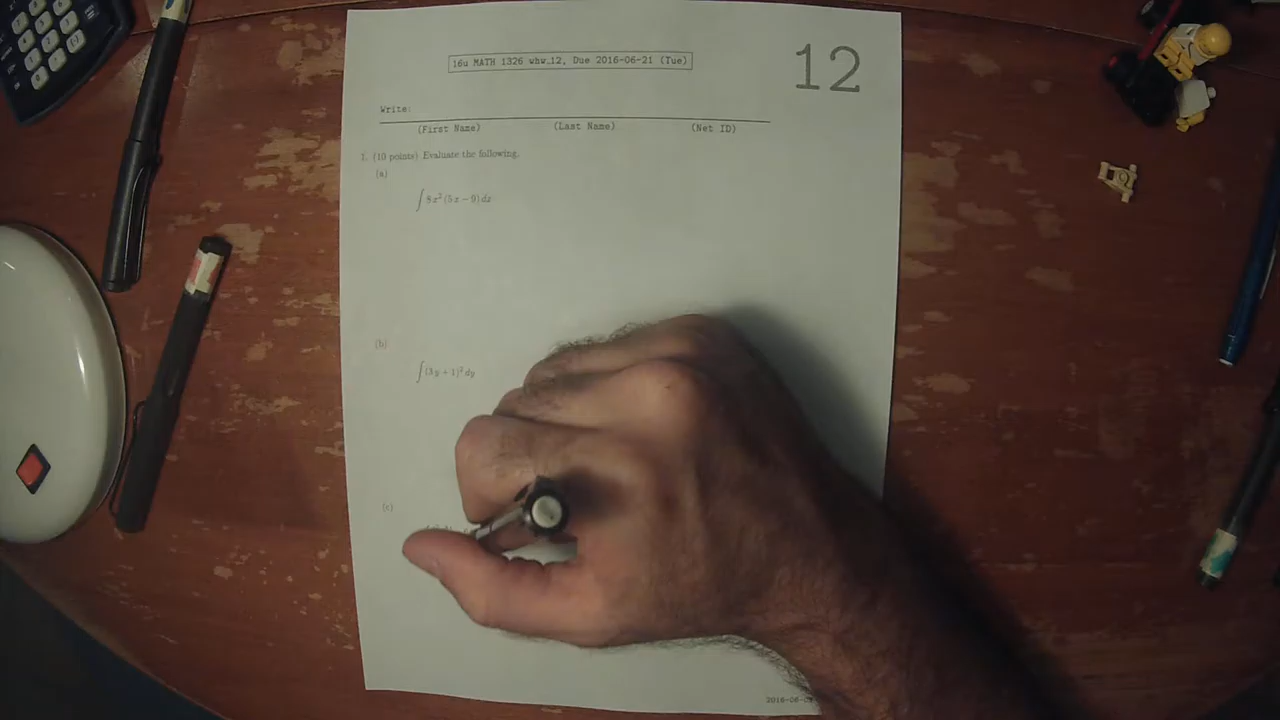 16u MATH 1326 whw_12, Due 2016-06-21 (Tue)
12
Write:
(First Name) (Last Name) (Net ID)
1. (10 points) Evaluate the following.
(a)
∫ 8x²(5x − 9) dx
(b)
∫(3y + 1)² dy
(c)